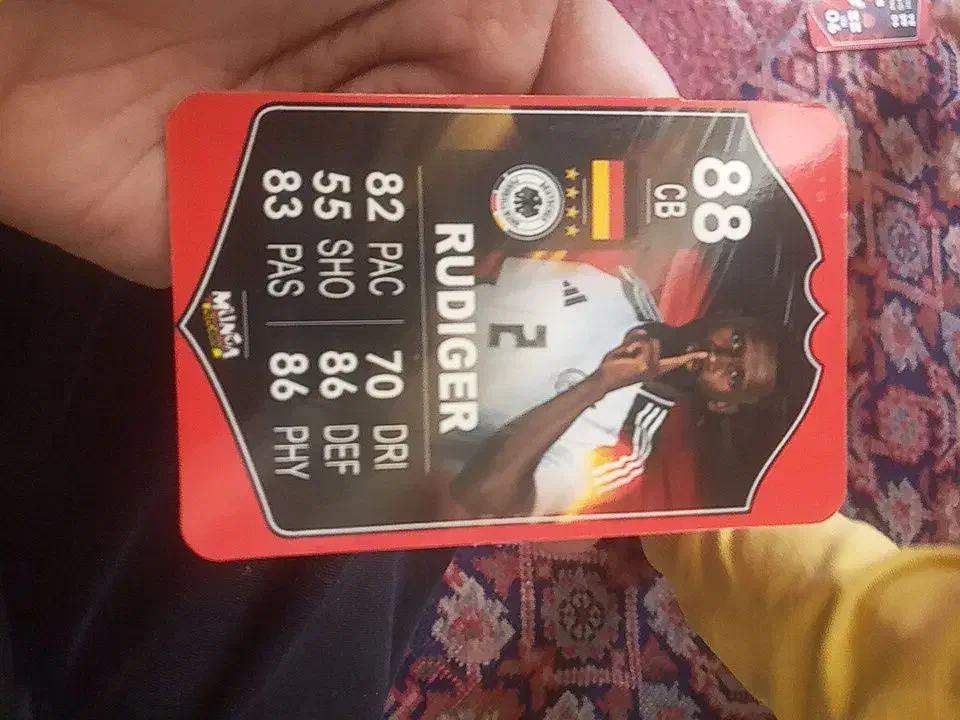 88
CB
2
RUDIGER
82 PAC
70 DRI
55 SHO
86 DEF
83 PAS
86 PHY